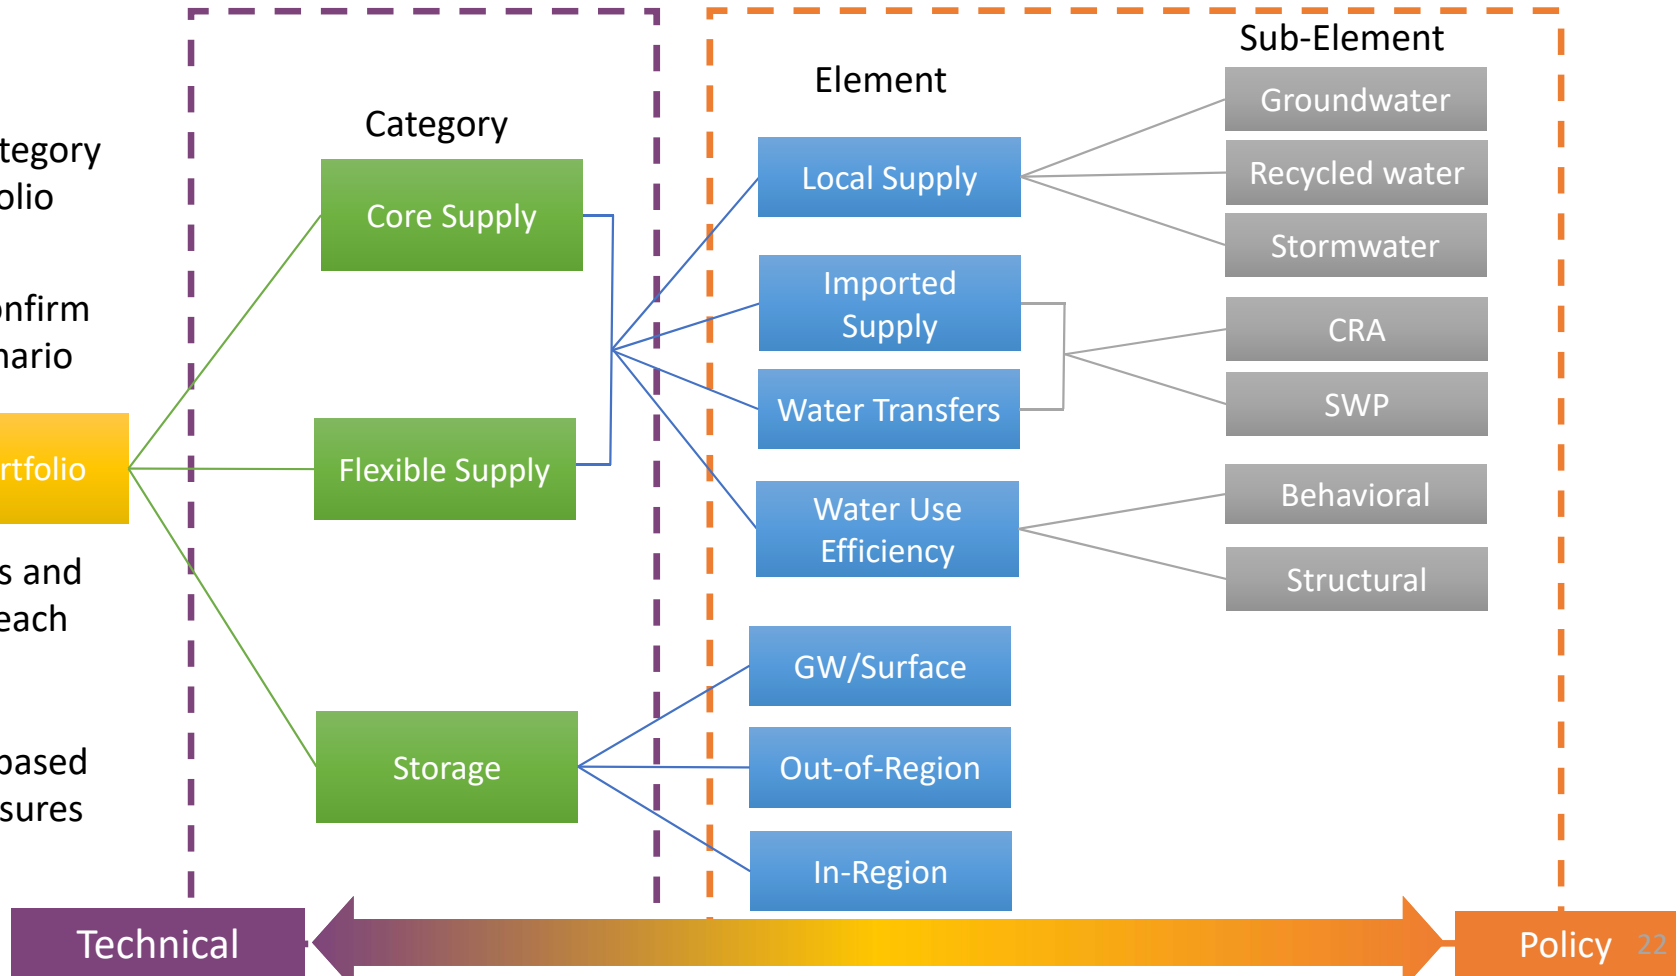 tegory
olio
onfirm
nario
rtfolio
s and
each
based
sures
Category
Core Supply
Flexible Supply
Storage
Element
Local Supply
Imported
Supply
Water Transfers
Water Use
Efficiency
GW/Surface
Out-of-Region
In-Region
Sub-Element
Groundwater
Recycled water
Stormwater
CRA
SWP
Behavioral
Structural
Technical
Policy
22